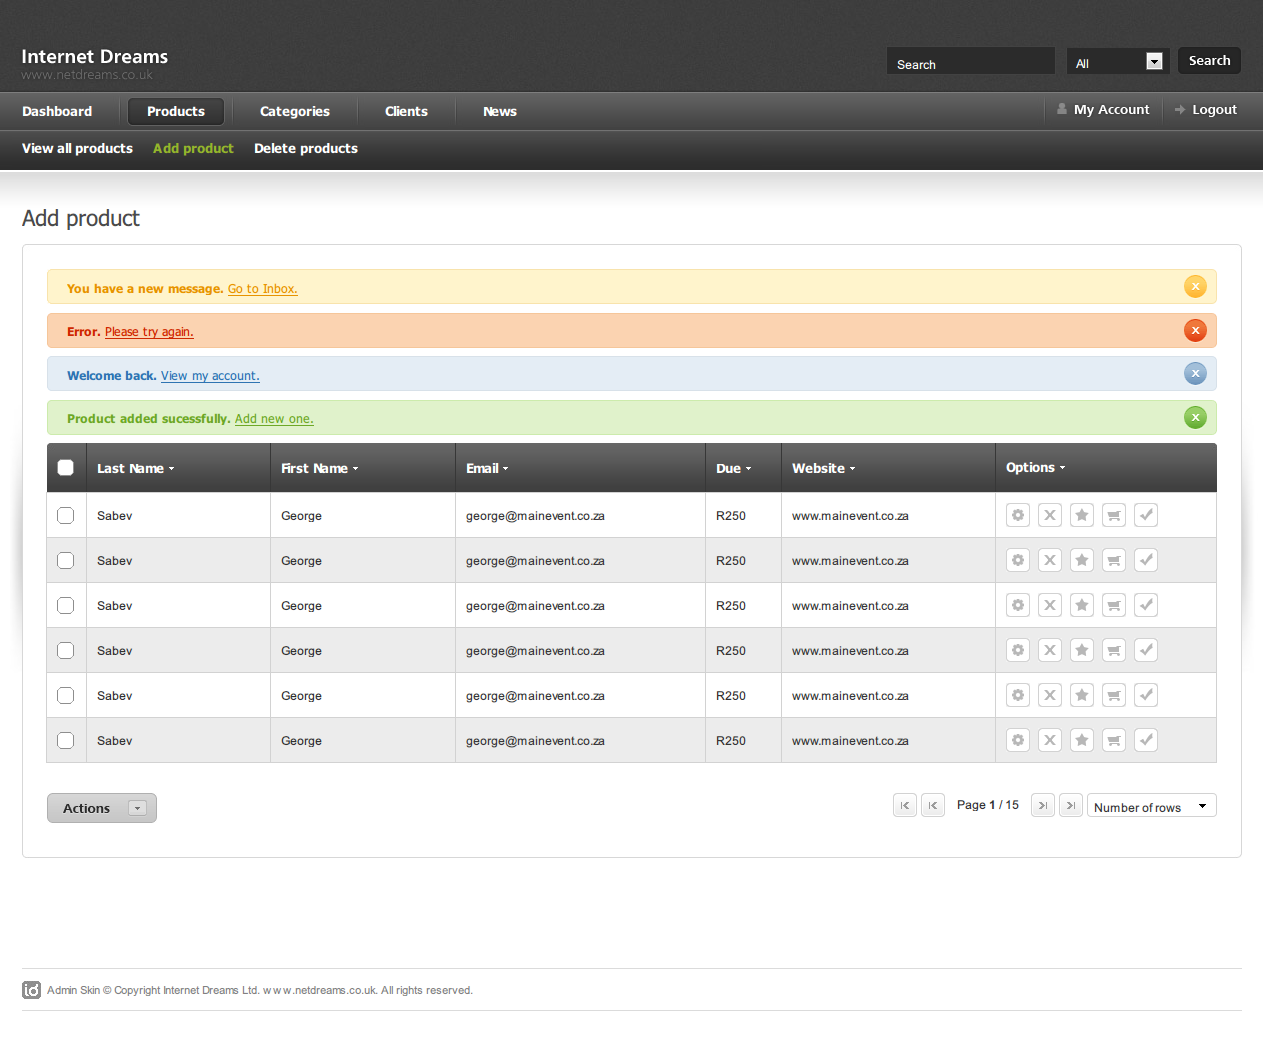 Internet Dreams
www.netdreams.co.uk
Search All Search
Dashboard Products Categories Clients News My Account Logout
View all products Add product Delete products
Add product
You have a new message. Go to Inbox. x
Error. Please try again. x
Welcome back. View my account. x
Product added sucessfully. Add new one. x
Last Name First Name Email Due Website Options
Sabev George george@mainevent.co.za R250 www.mainevent.co.za
Sabev George george@mainevent.co.za R250 www.mainevent.co.za
Sabev George george@mainevent.co.za R250 www.mainevent.co.za
Sabev George george@mainevent.co.za R250 www.mainevent.co.za
Sabev George george@mainevent.co.za R250 www.mainevent.co.za
Sabev George george@mainevent.co.za R250 www.mainevent.co.za
Actions Page 1 / 15 Number of rows
id Admin Skin © Copyright Internet Dreams Ltd. www.netdreams.co.uk. All rights reserved.